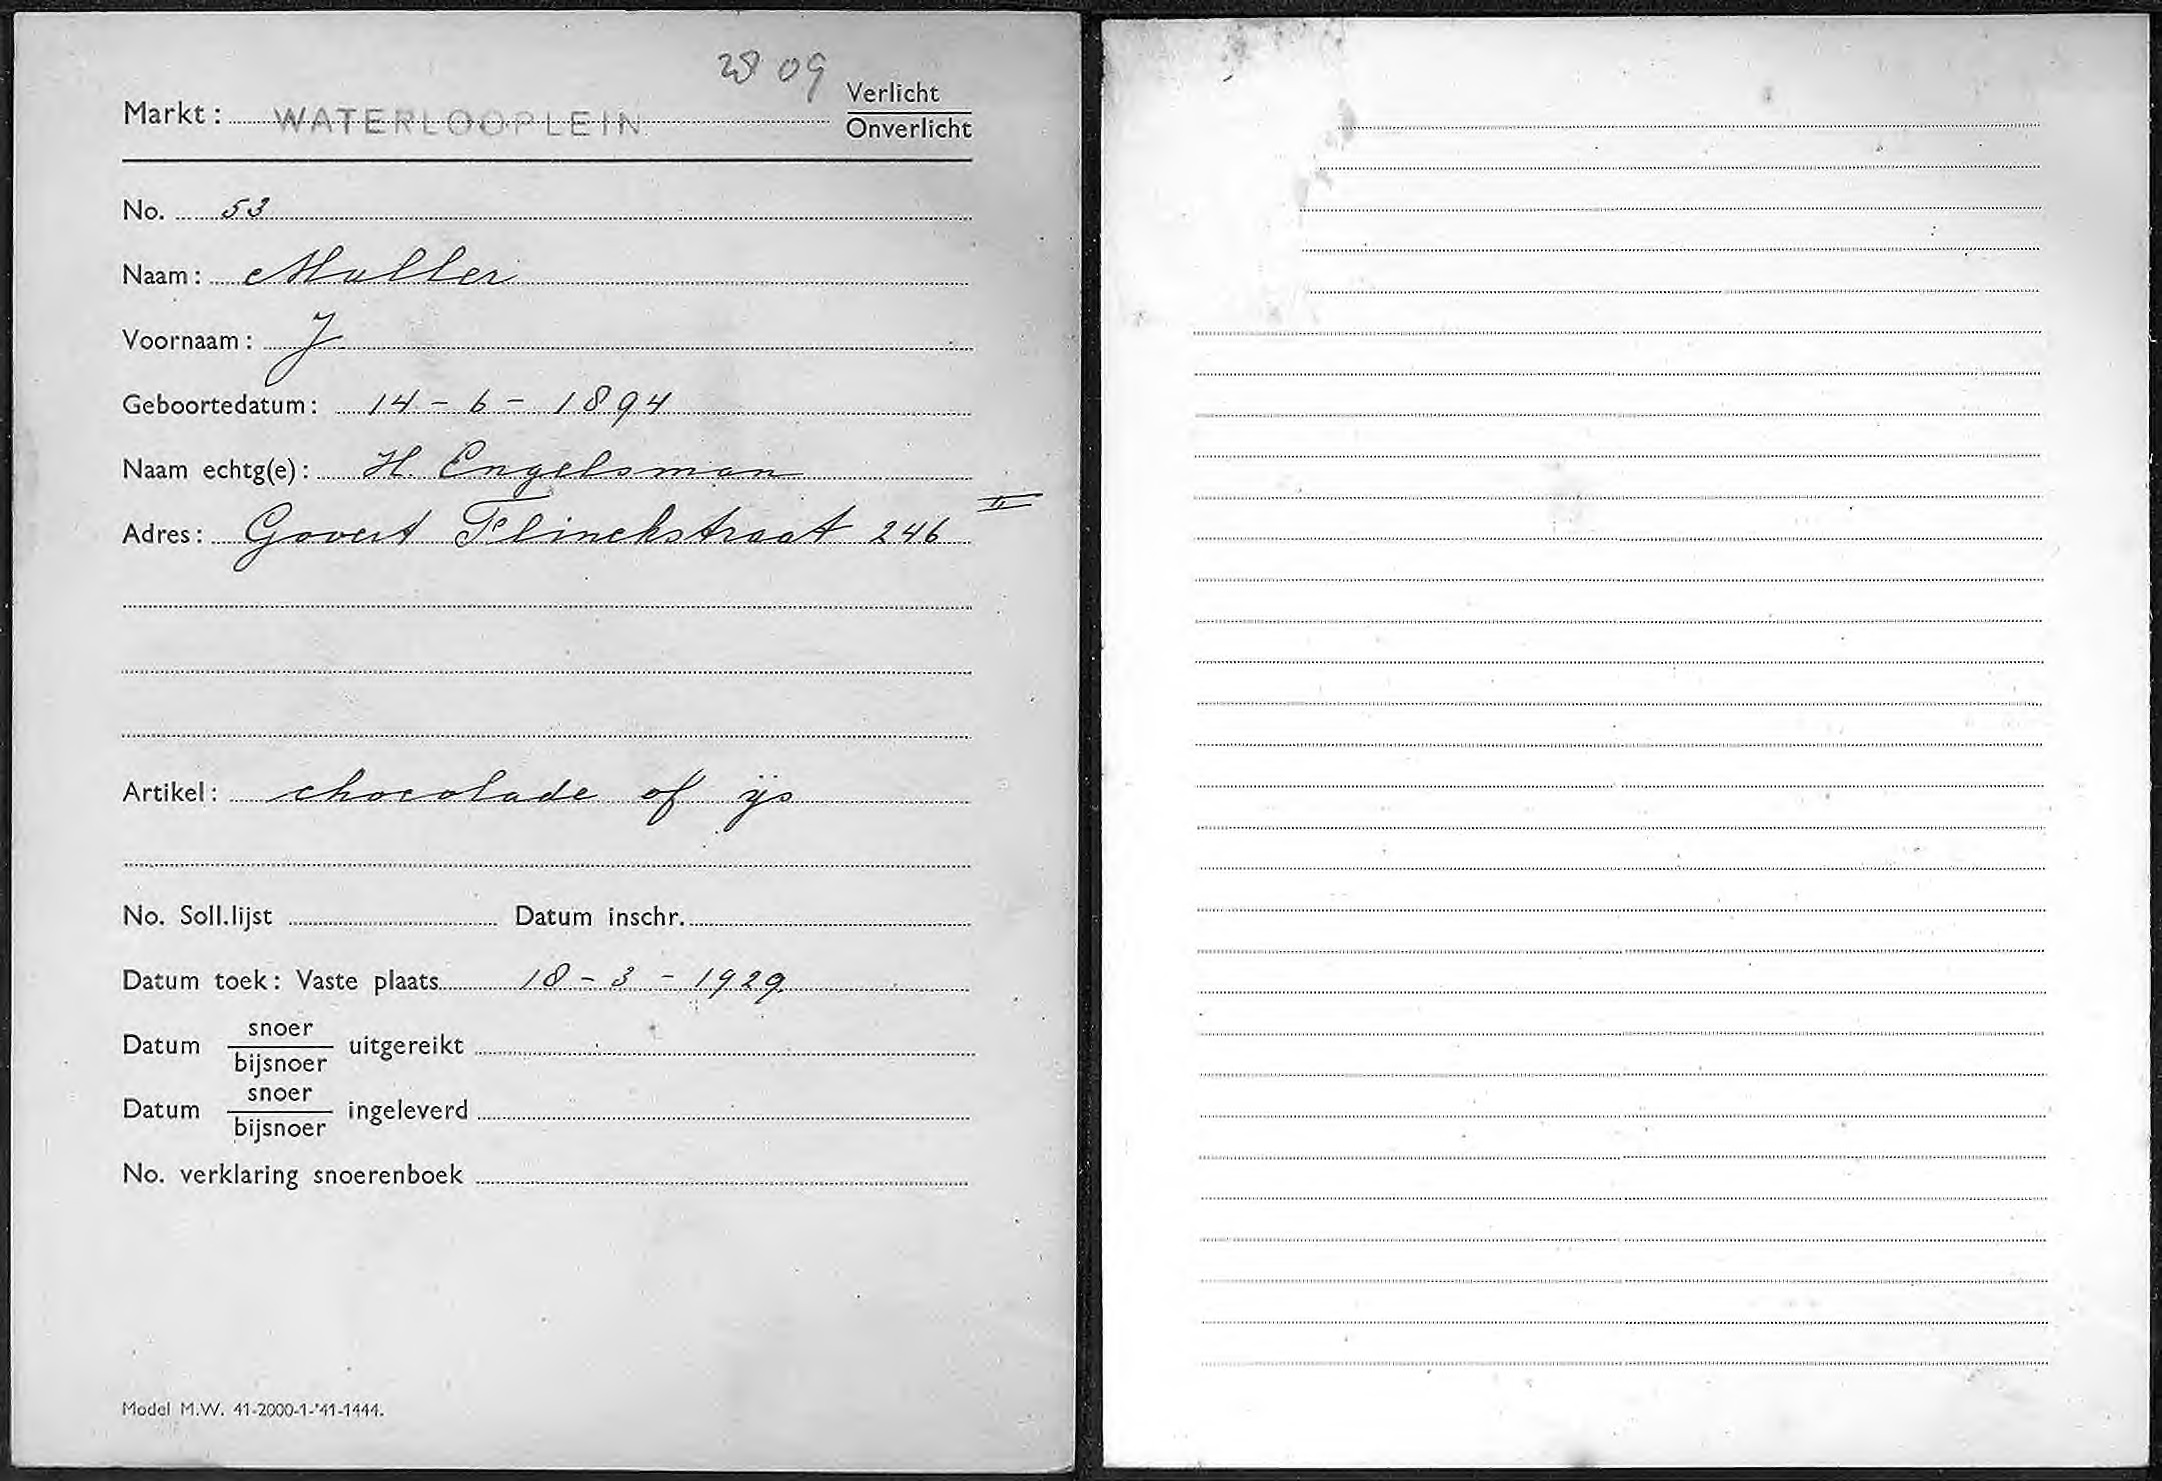 28 09
Markt: WATERLOOPLEIN Verlicht
Onverlicht
No. 53
Naam: Muller
Voornaam: J
Geboortedatum: 14-6-1894
Naam echtg(e): H. Engelsman
Adres: Govert Flinckstraat 246 II
Artikel: chocolade of ijs
No. Soll.lijst Datum inschr.
Datum toek: Vaste plaats 18-3-1929
Datum snoer uitgereikt
bijsnoer
Datum snoer ingeleverd
bijsnoer
No. verklaring snoerenboek
Model M.W. 41-2000-1-'41-1444.